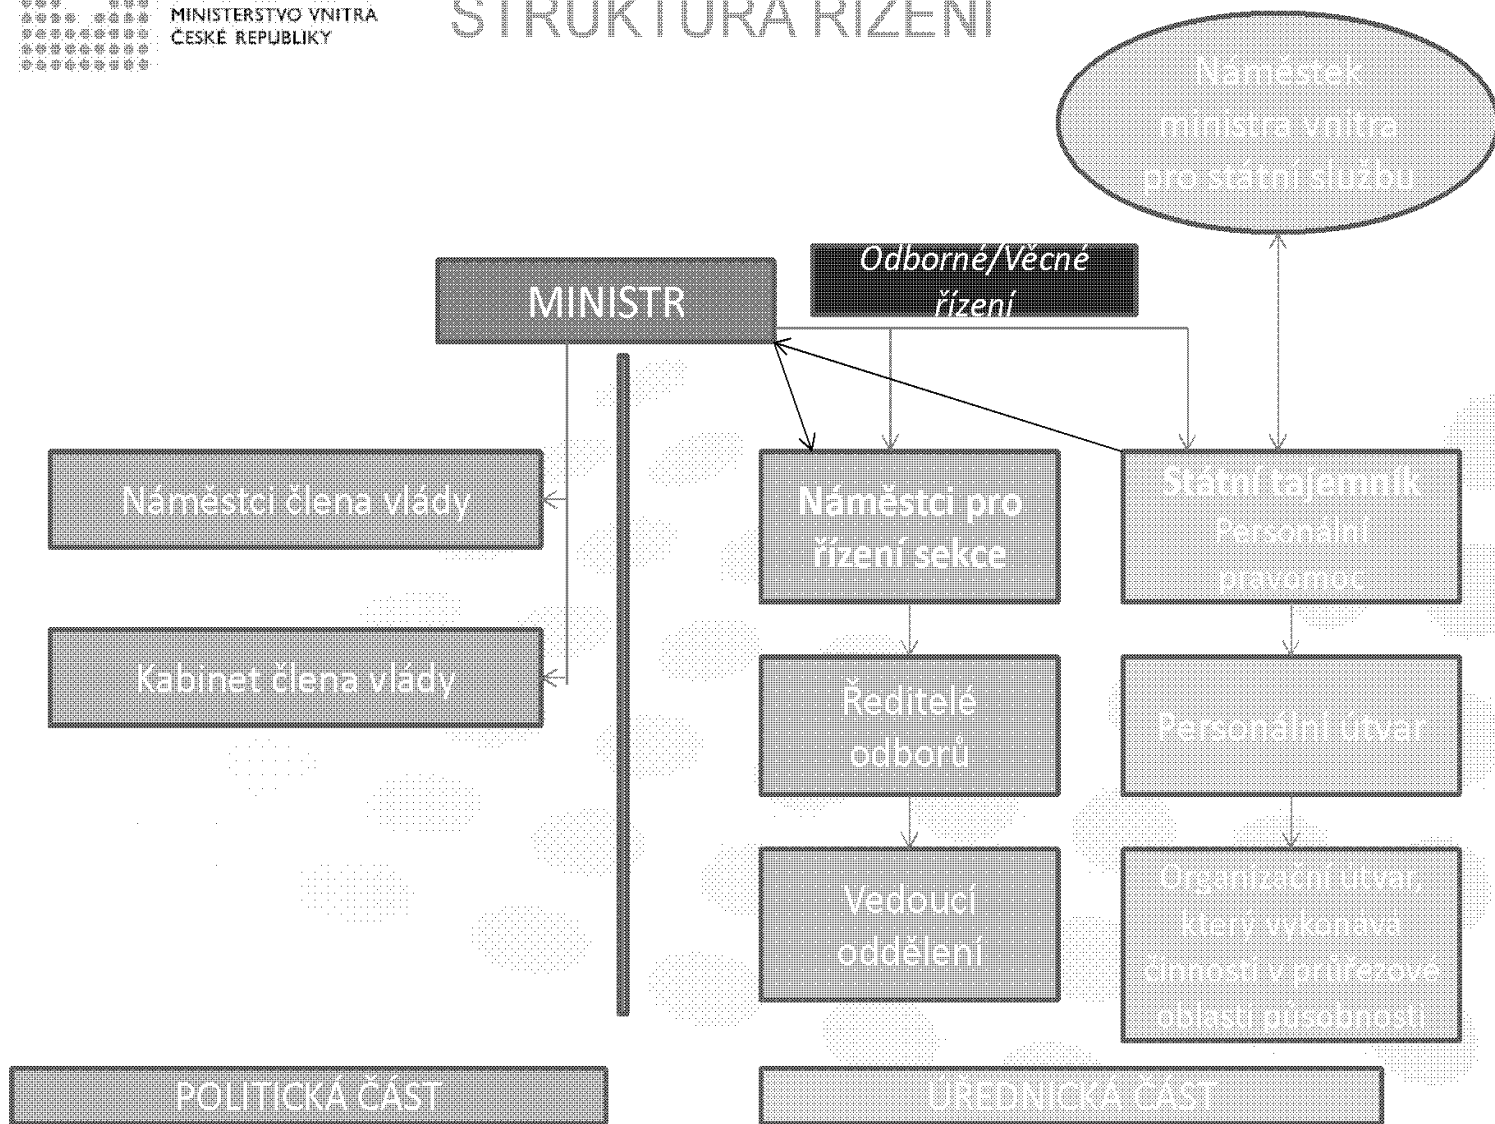 MINISTERSTVO VNITRA
ČESKÉ REPUBLIKY
STRUKTURA ŘÍZENÍ
Náměstek
ministra vnitra
pro státní službu
Odborné/Věcné
řízení
MINISTR
Náměstci člena vlády
Kabinet člena vlády
Náměstci pro
řízení sekce
Státní tajemník
Personální
pravomoc
Ředitelé
odborů
Personální útvar
Vedoucí
oddělení
Organizační útvar,
který vykonává
činnosti v průřezové
oblasti působnosti
POLITICKÁ ČÁST
ÚŘEDNICKÁ ČÁST